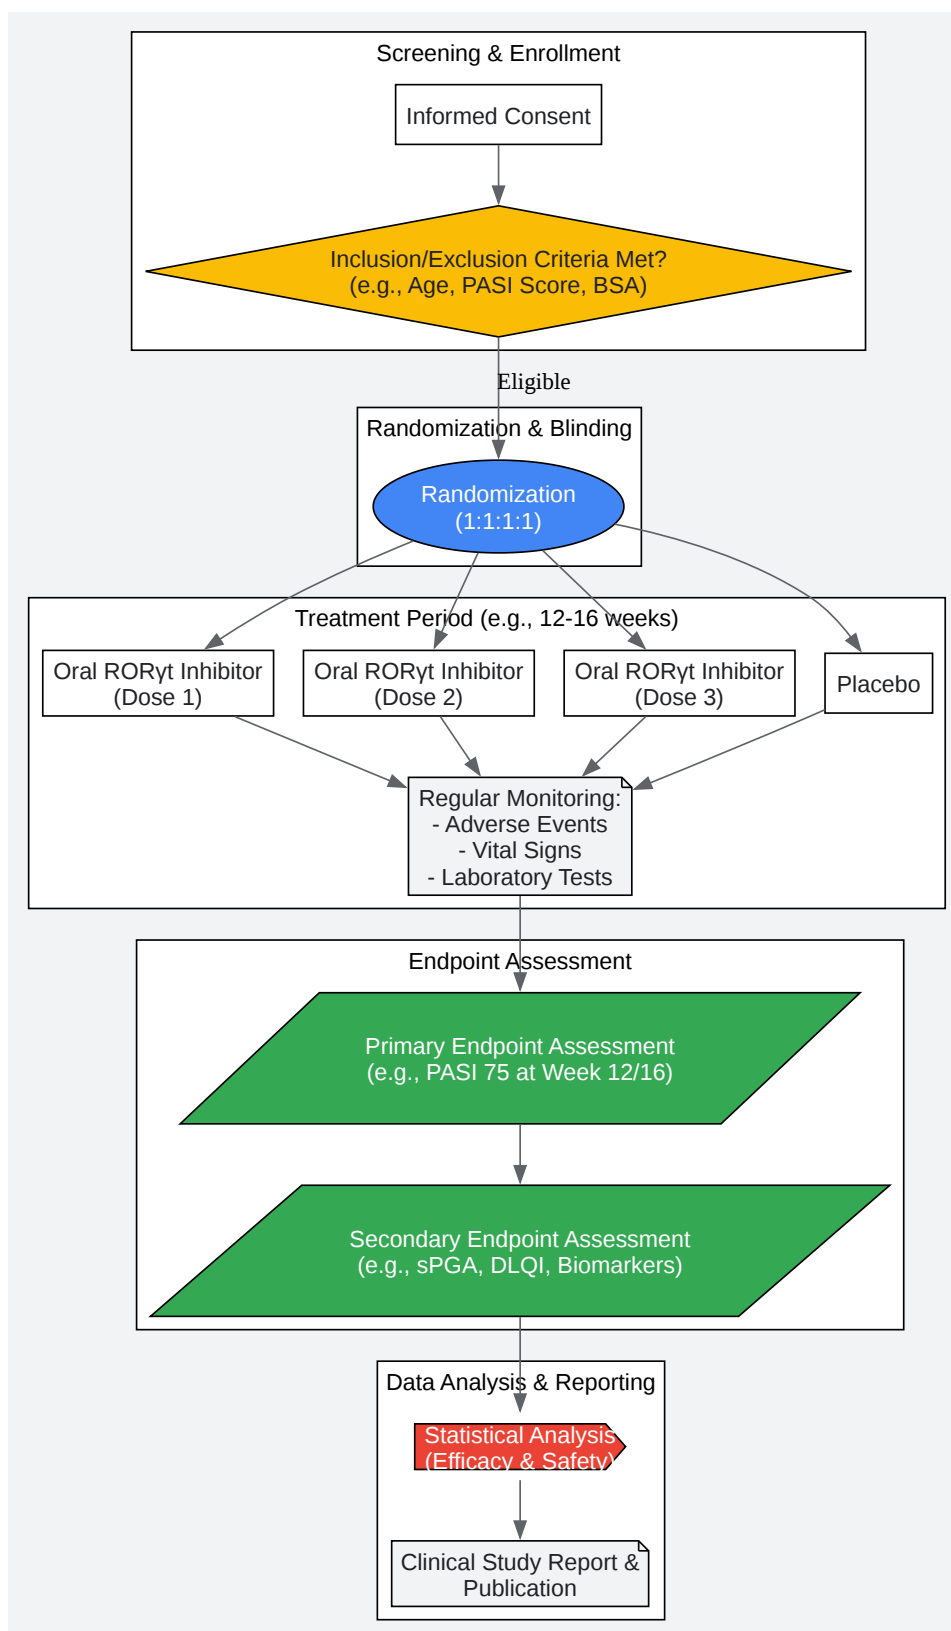 Screening & Enrollment
Informed Consent
Inclusion/Exclusion Criteria Met?
(e.g., Age, PASI Score, BSA)
Eligible
Randomization & Blinding
Randomization
(1:1:1:1)
Treatment Period (e.g., 12-16 weeks)
Oral RORγt Inhibitor
(Dose 1)
Oral RORγt Inhibitor
(Dose 2)
Oral RORγt Inhibitor
(Dose 3)
Placebo
Regular Monitoring:
- Adverse Events
- Vital Signs
- Laboratory Tests
Endpoint Assessment
Primary Endpoint Assessment
(e.g., PASI 75 at Week 12/16)
Secondary Endpoint Assessment
(e.g., sPGA, DLQI, Biomarkers)
Data Analysis & Reporting
Statistical Analysis
(Efficacy & Safety)
Clinical Study Report &
Publication